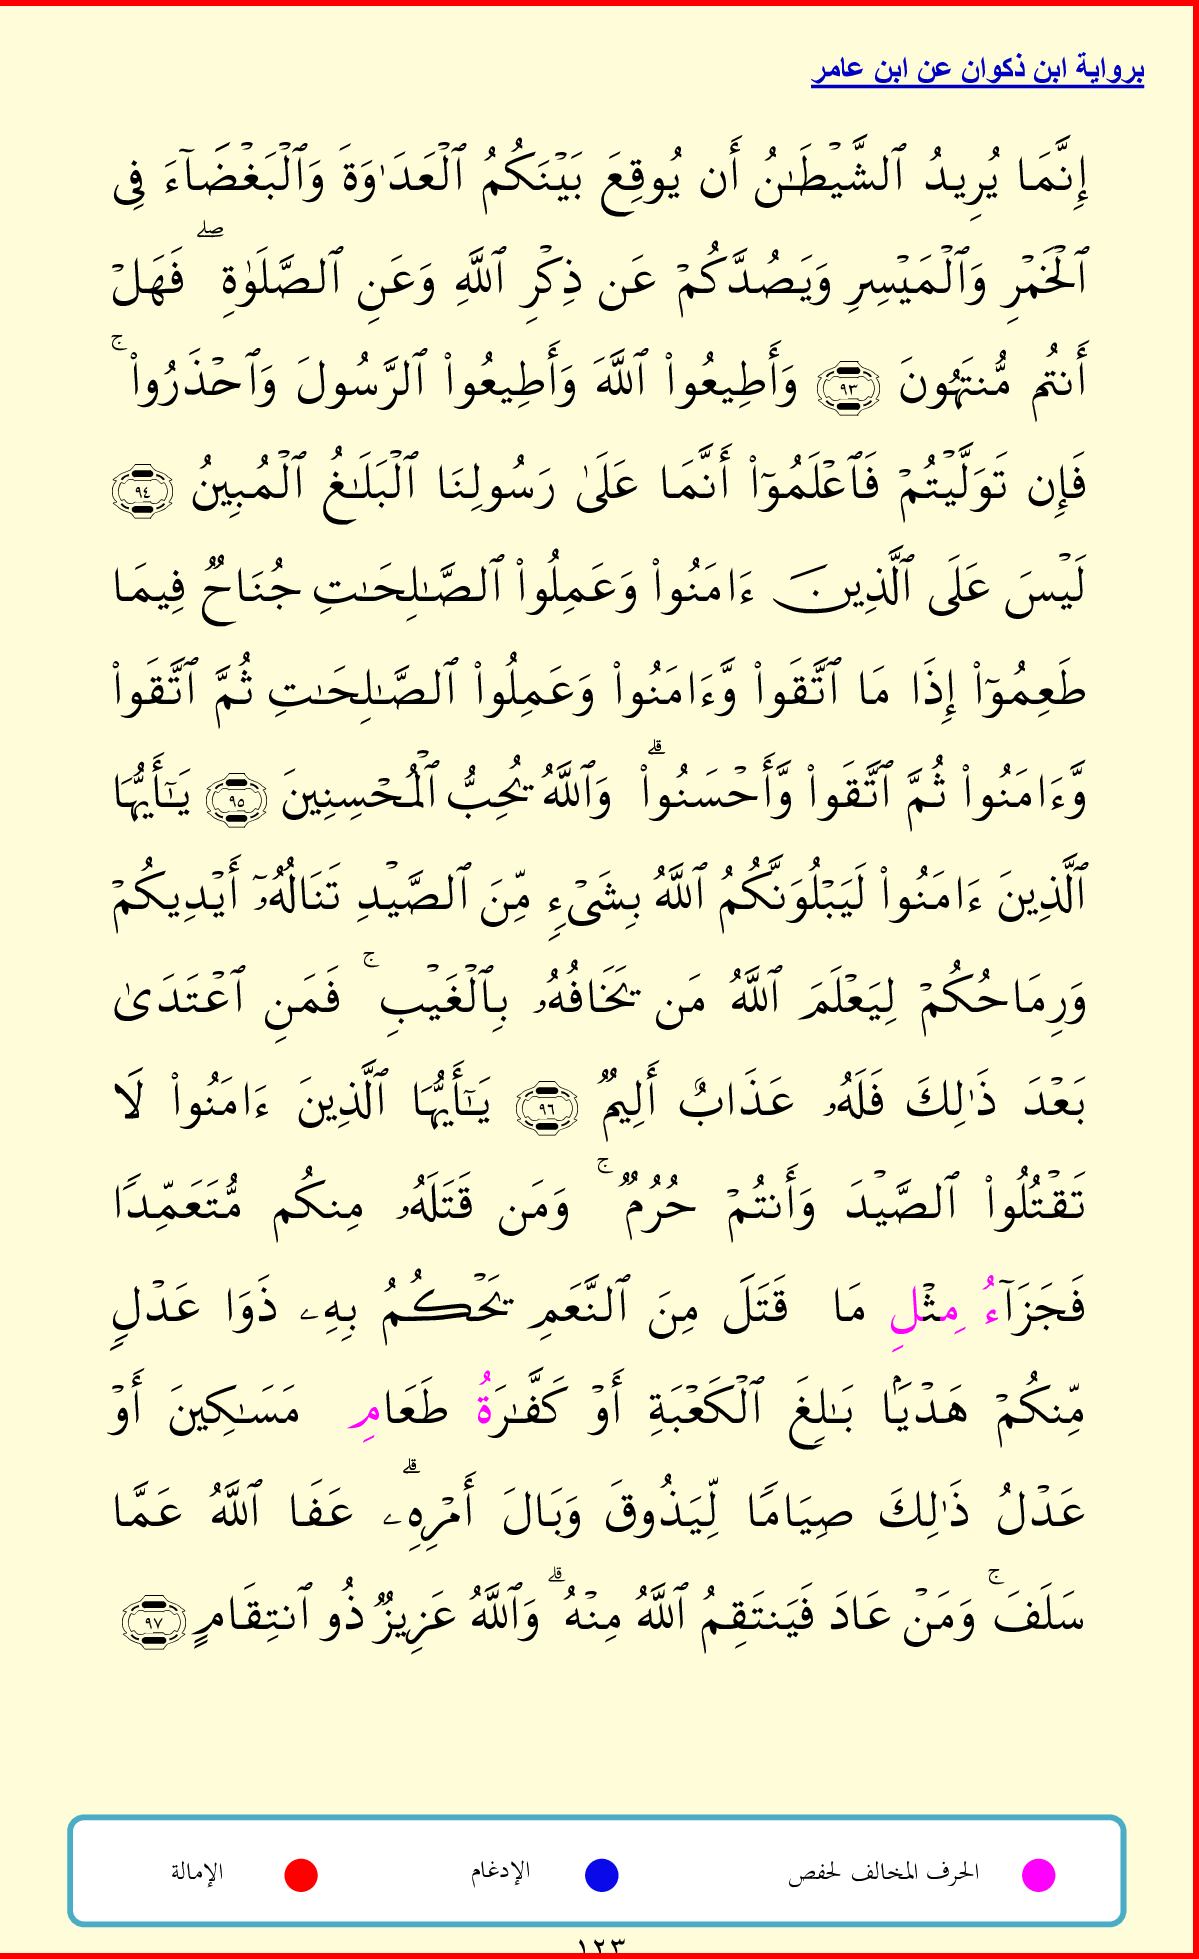 برواية ابن ذكوان عن ابن عامر
إِنَّمَا يُرِيدُ ٱلشَّيْطَـٰنُ أَن يُوقِعَ بَيْنَكُمُ ٱلْعَدَٰوَةَ وَٱلْبَغْضَآءَ فِى
ٱلْخَمْرِ وَٱلْمَيْسِرِ وَيَصُدَّكُمْ عَن ذِكْرِ ٱللَّهِ وَعَنِ ٱلصَّلَوٰةِ ۖ فَهَلْ
أَنتُم مُّنتَهُونَ ٩٣ وَأَطِيعُوا۟ ٱللَّهَ وَأَطِيعُوا۟ ٱلرَّسُولَ وَٱحْذَرُوا۟ ۚ
فَإِن تَوَلَّيْتُمْ فَٱعْلَمُوٓا۟ أَنَّمَا عَلَىٰ رَسُولِنَا ٱلْبَلَـٰغُ ٱلْمُبِينُ ٩٤
لَيْسَ عَلَى ٱلَّذِينَ ءَامَنُوا۟ وَعَمِلُوا۟ ٱلصَّـٰلِحَـٰتِ جُنَاحٌ فِيمَا
طَعِمُوٓا۟ إِذَا مَا ٱتَّقَوا۟ وَّءَامَنُوا۟ وَعَمِلُوا۟ ٱلصَّـٰلِحَـٰتِ ثُمَّ ٱتَّقَوا۟
وَّءَامَنُوا۟ ثُمَّ ٱتَّقَوا۟ وَّأَحْسَنُوا۟ ۗ وَٱللَّهُ يُحِبُّ ٱلْمُحْسِنِينَ ٩٥ يَـٰٓأَيُّهَا
ٱلَّذِينَ ءَامَنُوا۟ لَيَبْلُوَنَّكُمُ ٱللَّهُ بِشَىْءٍ مِّنَ ٱلصَّيْدِ تَنَالُهُۥٓ أَيْدِيكُمْ
وَرِمَاحُكُمْ لِيَعْلَمَ ٱللَّهُ مَن يَخَافُهُۥ بِٱلْغَيْبِ ۚ فَمَنِ ٱعْتَدَىٰ
بَعْدَ ذَٰلِكَ فَلَهُۥ عَذَابٌ أَلِيمٌ ٩٦ يَـٰٓأَيُّهَا ٱلَّذِينَ ءَامَنُوا۟ لَا
تَقْتُلُوا۟ ٱلصَّيْدَ وَأَنتُمْ حُرُمٌ ۚ وَمَن قَتَلَهُۥ مِنكُم مُّتَعَمِّدًا
فَجَزَآءُ مِثْلِ مَا قَتَلَ مِنَ ٱلنَّعَمِ يَحْكُمُ بِهِۦ ذَوَا عَدْلٍ
مِّنكُمْ هَدْيًۢا بَـٰلِغَ ٱلْكَعْبَةِ أَوْ كَفَّـٰرَةُ طَعَامِ مَسَـٰكِينَ أَوْ
عَدْلُ ذَٰلِكَ صِيَامًا لِّيَذُوقَ وَبَالَ أَمْرِهِۦ ۗ عَفَا ٱللَّهُ عَمَّا
سَلَفَ ۚ وَمَنْ عَادَ فَيَنتَقِمُ ٱللَّهُ مِنْهُ ۗ وَٱللَّهُ عَزِيزٌ ذُو ٱنتِقَامٍ ٩٧
الحرف المخالف لحفص الإدغام الإمالة
١٢٣